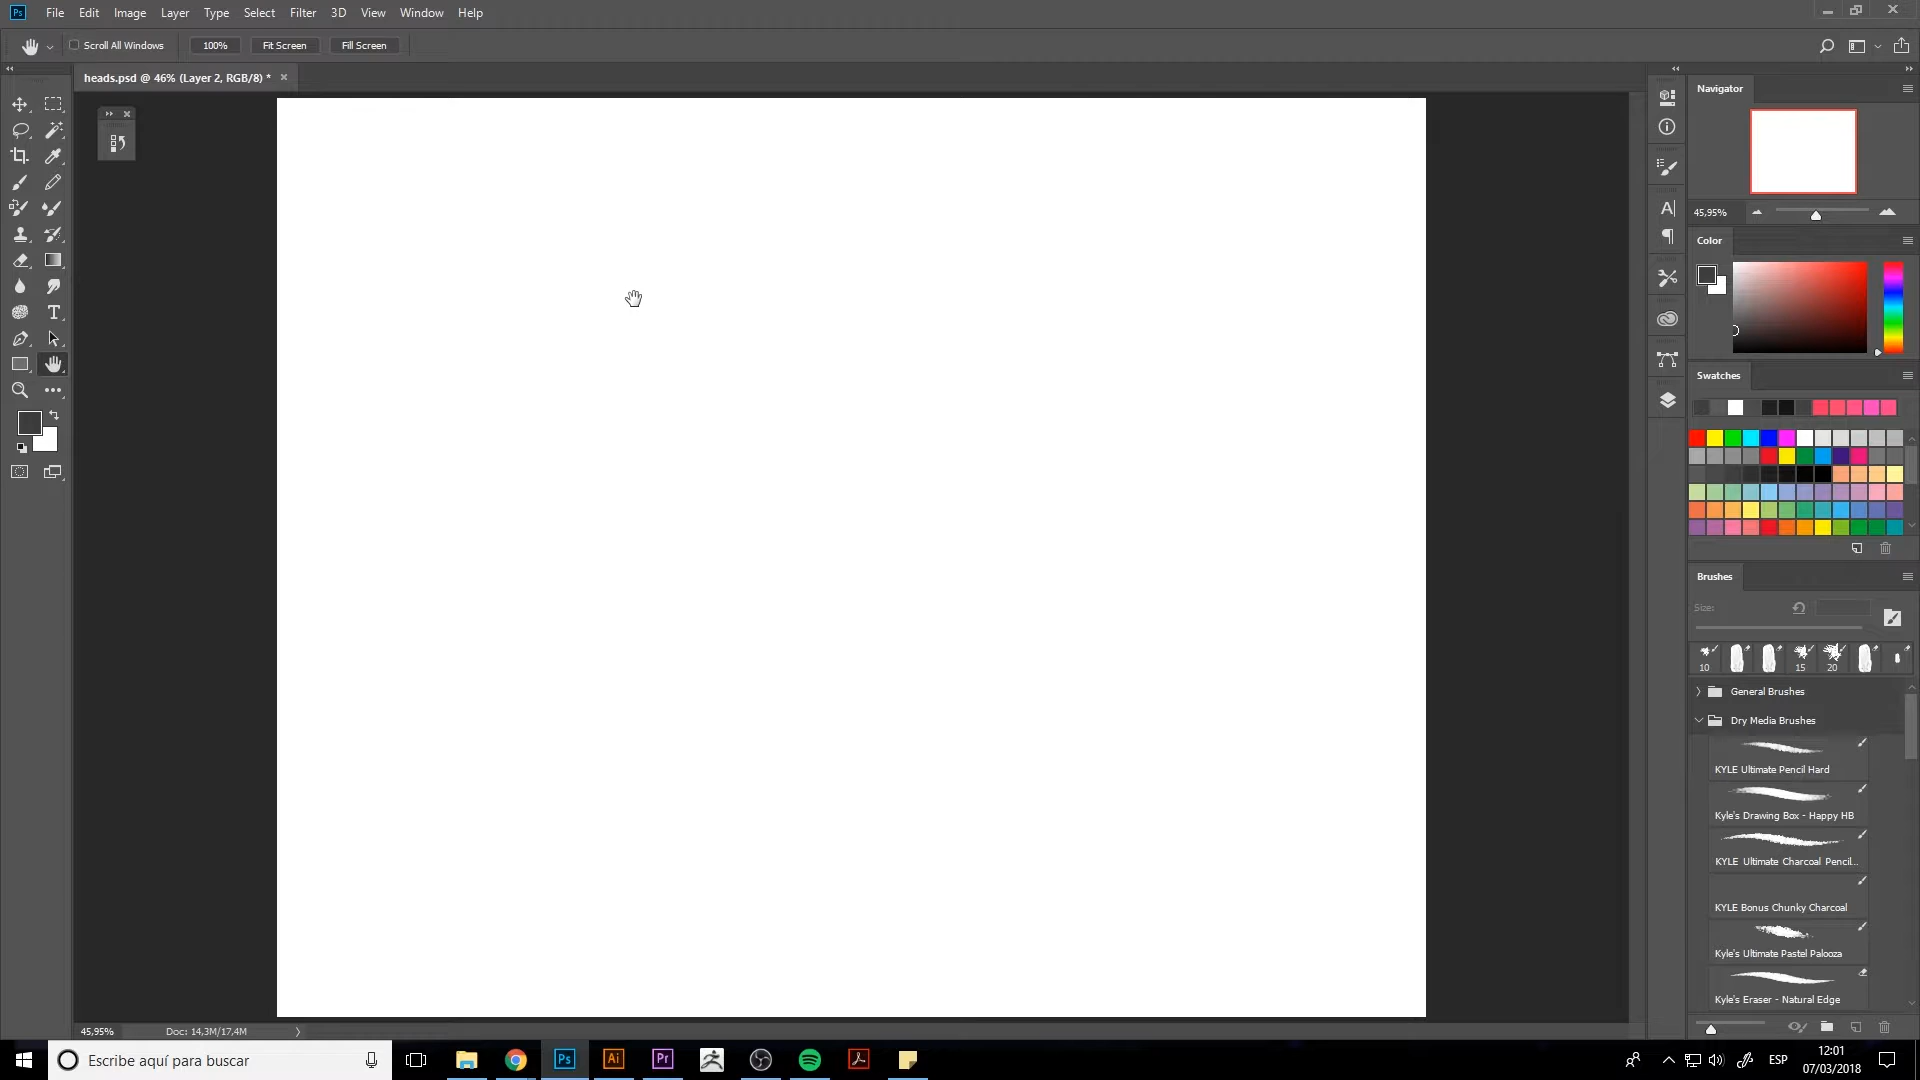 Ps File Edit Image Layer Type Select Filter 3D View Window Help
Scroll All Windows 100% Fit Screen Fill Screen
heads.psd @ 46% (Layer 2, RGB/8) *
Navigator
45,95%
Color
Swatches
Brushes
Size:
10 15 20
General Brushes
Dry Media Brushes
KYLE Ultimate Pencil Hard
Kyle's Drawing Box - Happy HB
KYLE Ultimate Charcoal Pencil...
KYLE Bonus Chunky Charcoal
Kyle's Ultimate Pastel Palooza
Kyle's Eraser - Natural Edge
45,95% Doc: 14,3M/17,4M
Escribe aquí para buscar
Ps Ai Pr
ESP
12:01
07/03/2018